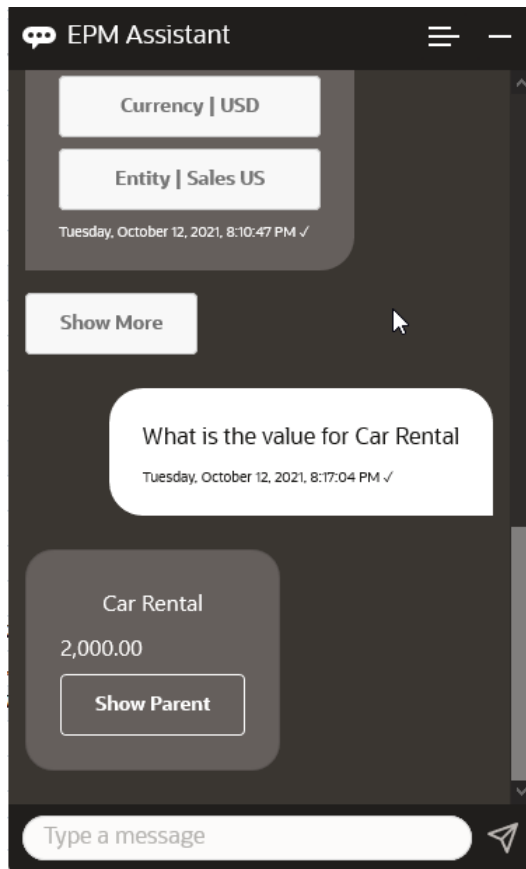 EPM Assistant
Currency | USD
Entity | Sales US
Tuesday, October 12, 2021, 8:10:47 PM ✓
Show More
What is the value for Car Rental
Tuesday, October 12, 2021, 8:17:04 PM ✓
Car Rental
2,000.00
Show Parent
Type a message